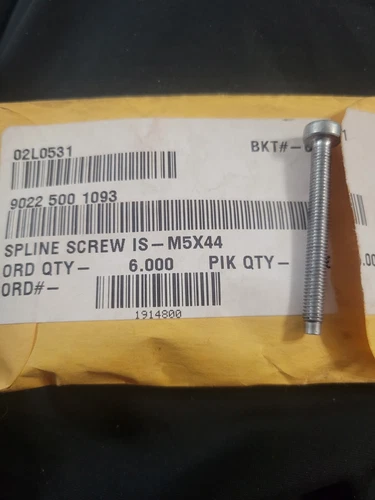 02L0531 BKT#-
9022 500 1093
SPLINE SCREW IS-M5X44
ORD QTY- 6.000 PIK QTY-
ORD#-
1914800